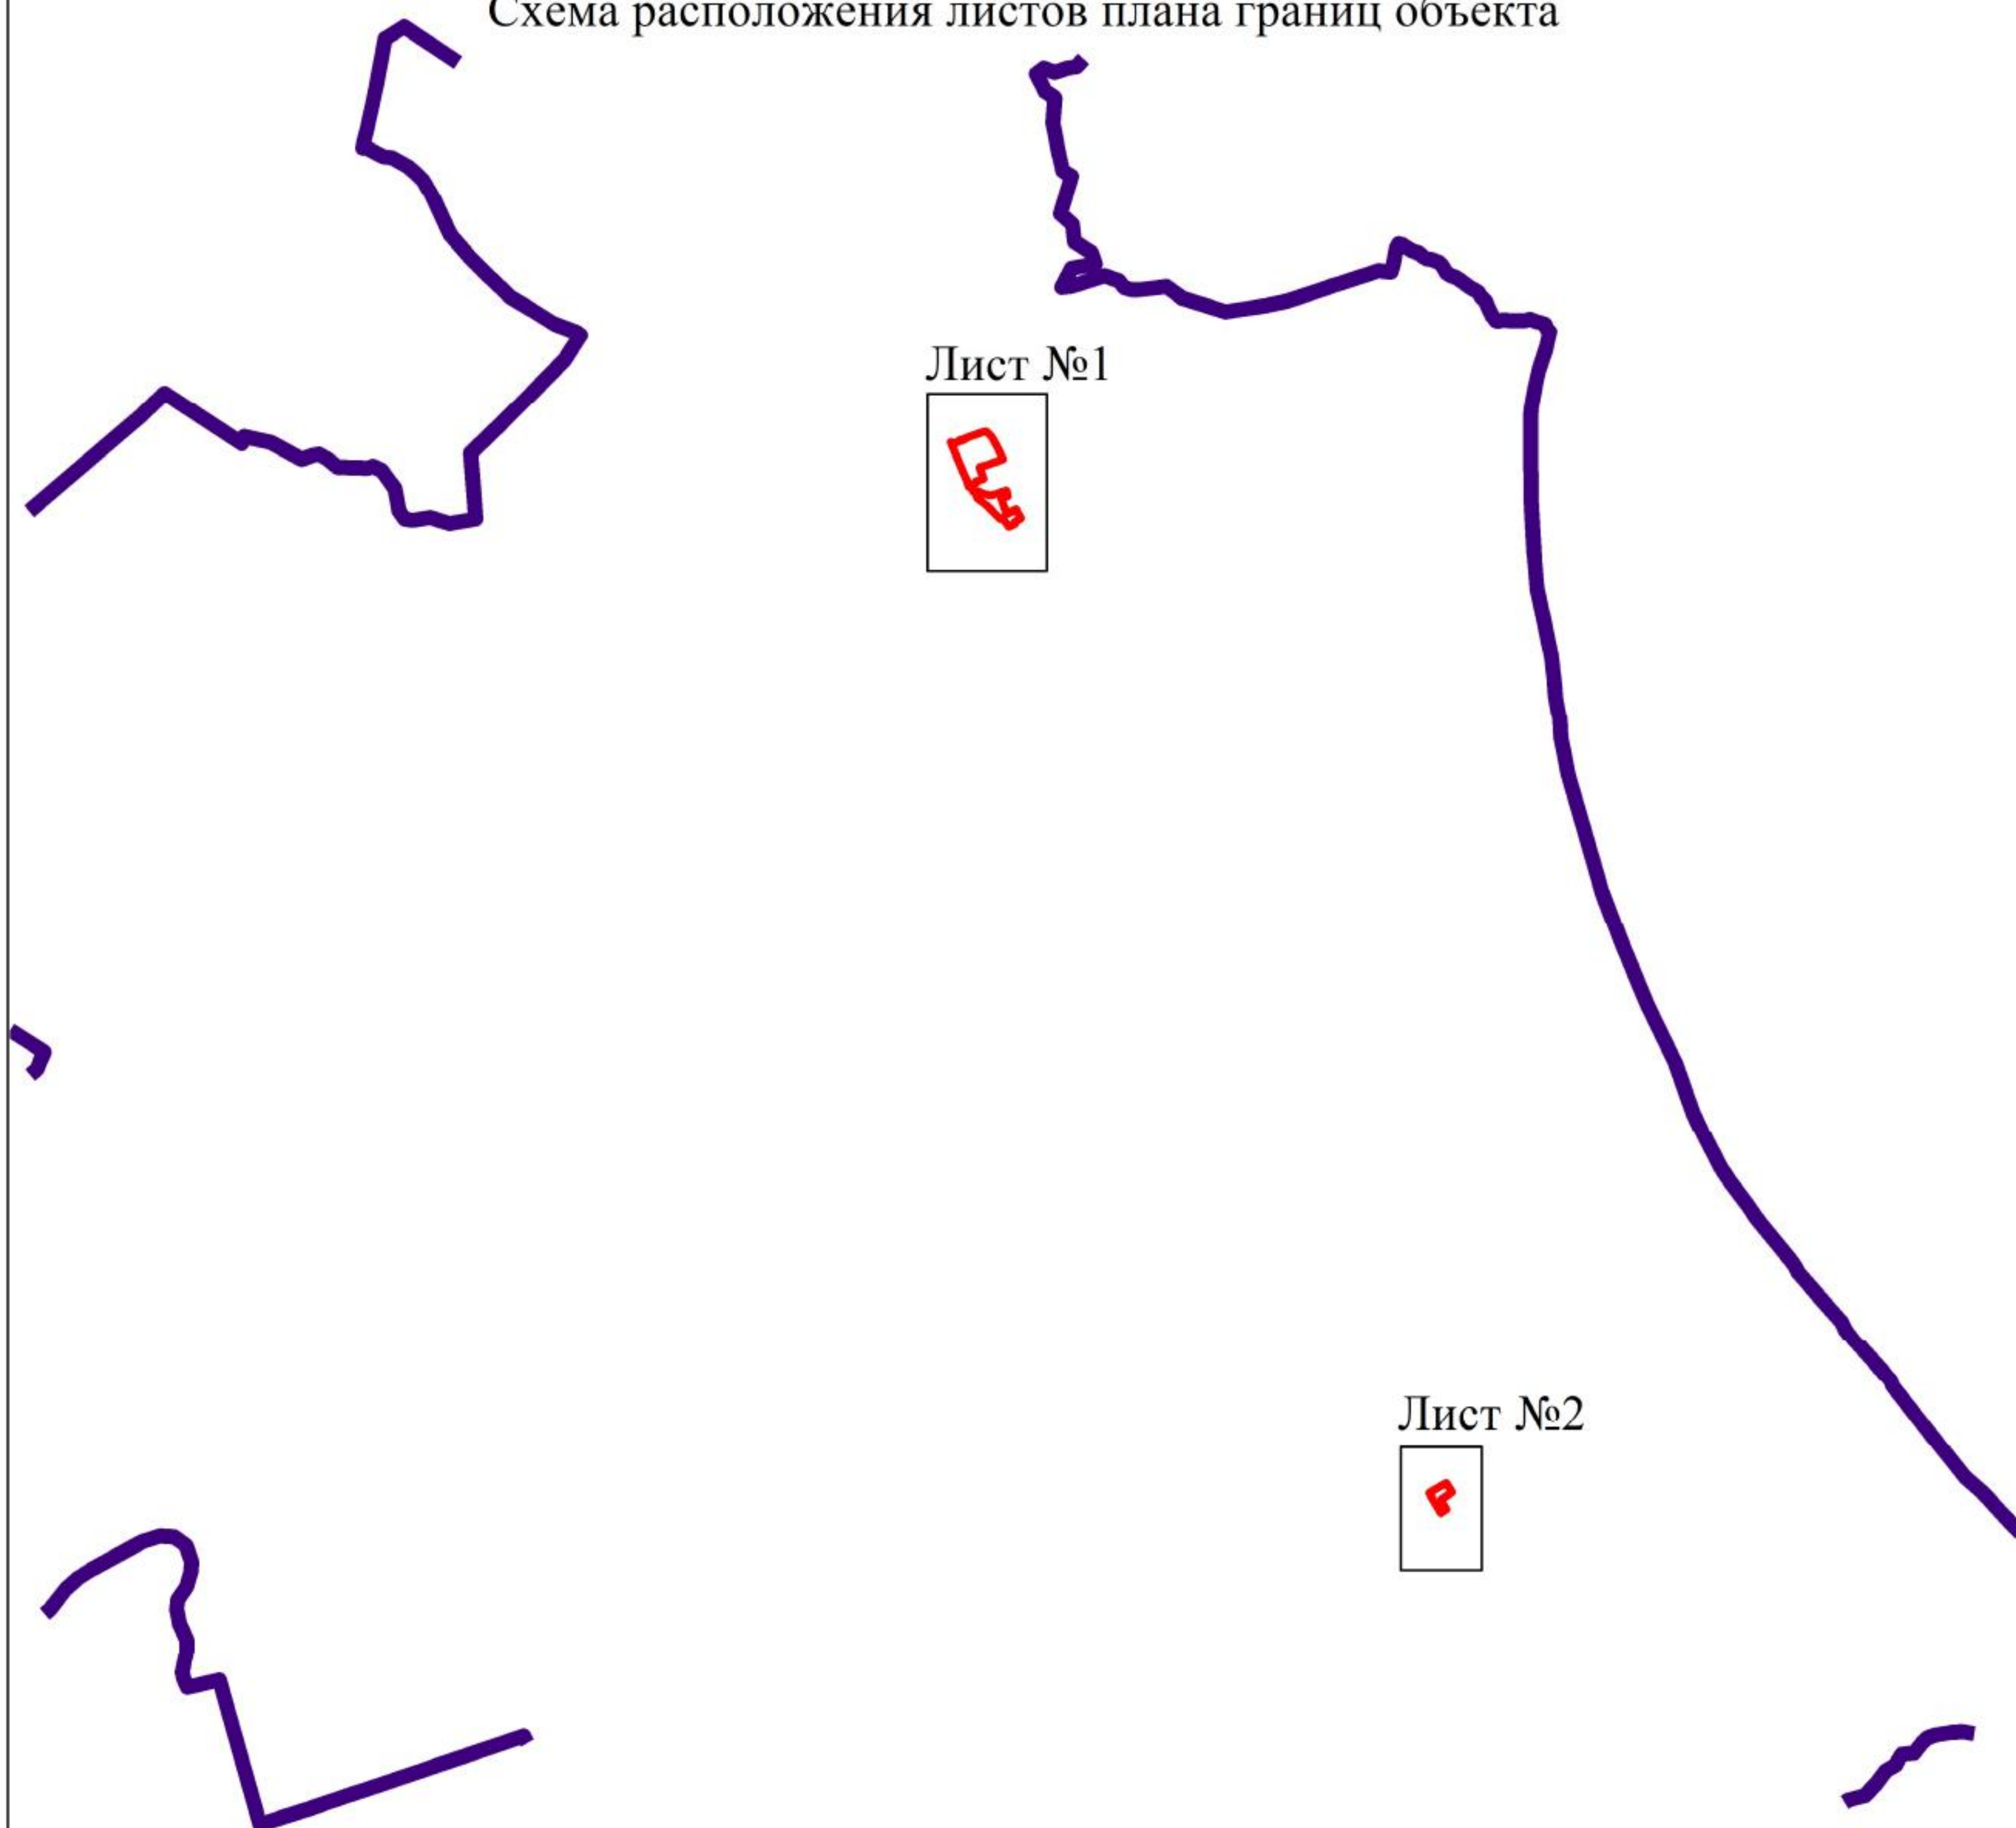 Схема расположения листов плана границ объекта
Лист №1
Лист №2